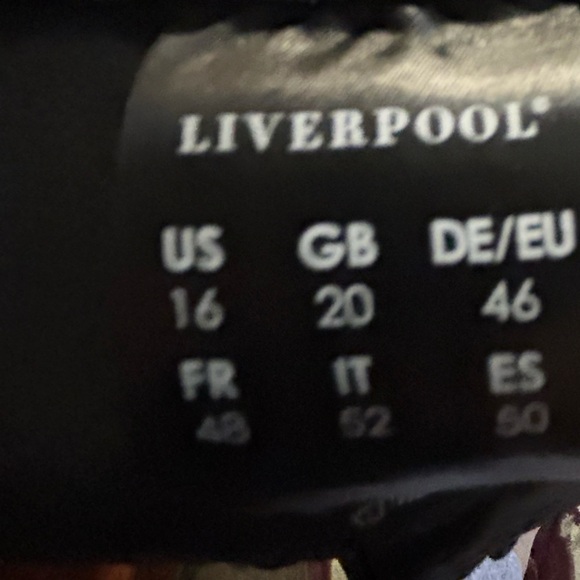 LIVERPOOL®
US GB DE/EU
16 20 46
FR IT ES
48 52 50